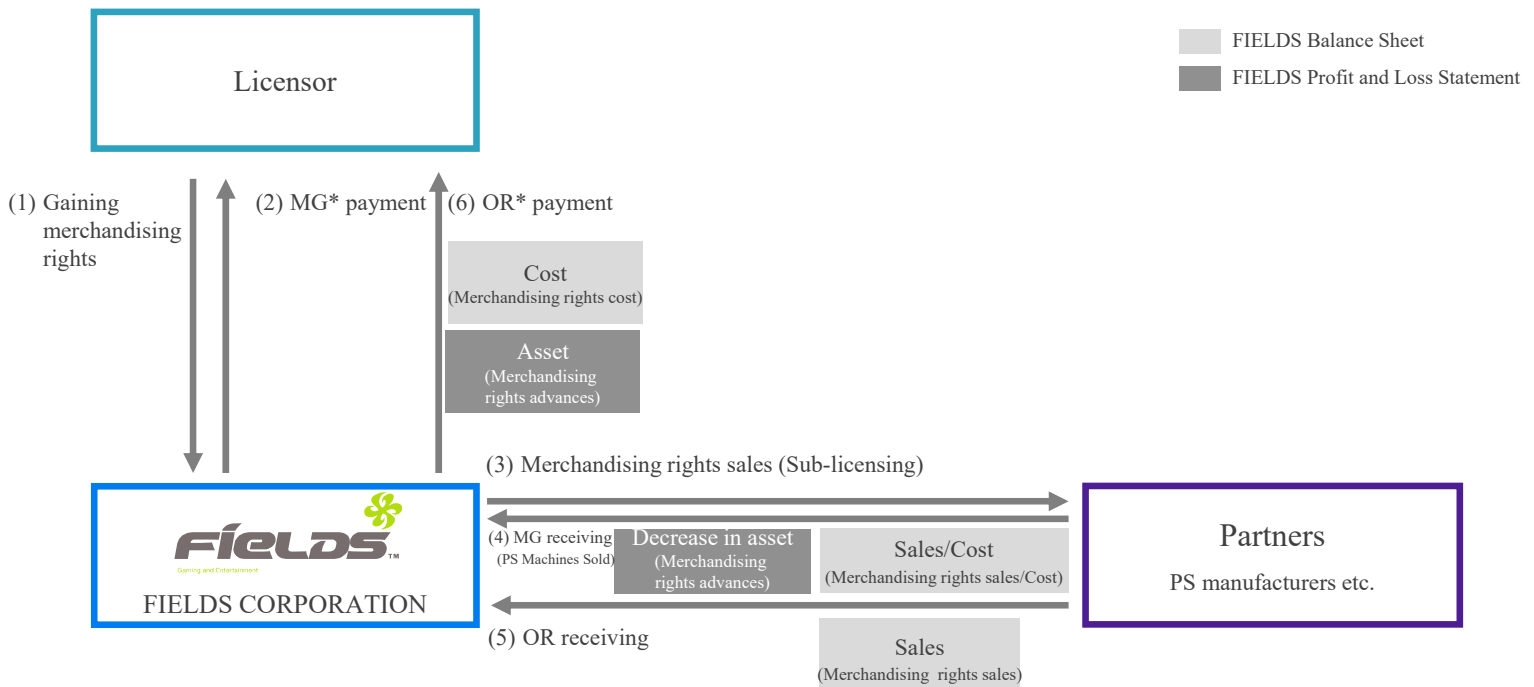 Licensor
FIELDS Balance Sheet
FIELDS Profit and Loss Statement
(1) Gaining
merchandising
rights
(2) MG* payment
(6) OR* payment
Cost
(Merchandising rights cost)
Asset
(Merchandising
rights advances)
(3) Merchandising rights sales (Sub-licensing)
FIELDS™
Gaming and Entertainment
FIELDS CORPORATION
(4) MG receiving
(PS Machines Sold)
Decrease in asset
(Merchandising
rights advances)
Sales/Cost
(Merchandising rights sales/Cost)
Partners
PS manufacturers etc.
(5) OR receiving
Sales
(Merchandising rights sales)